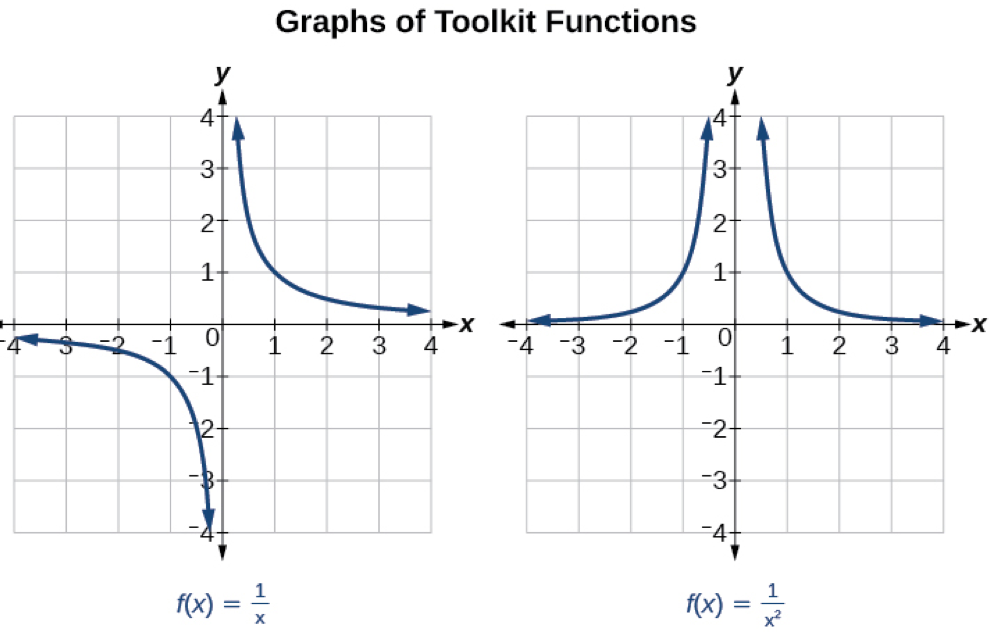 Graphs of Toolkit Functions
y
4
3
2
1
-4 -3 -2 -1 0 1 2 3 4 x
-1
-2
-3
-4
f(x) = 1/x
y
4
3
2
1
-4 -3 -2 -1 0 1 2 3 4 x
-1
-2
-3
-4
f(x) = 1/x²